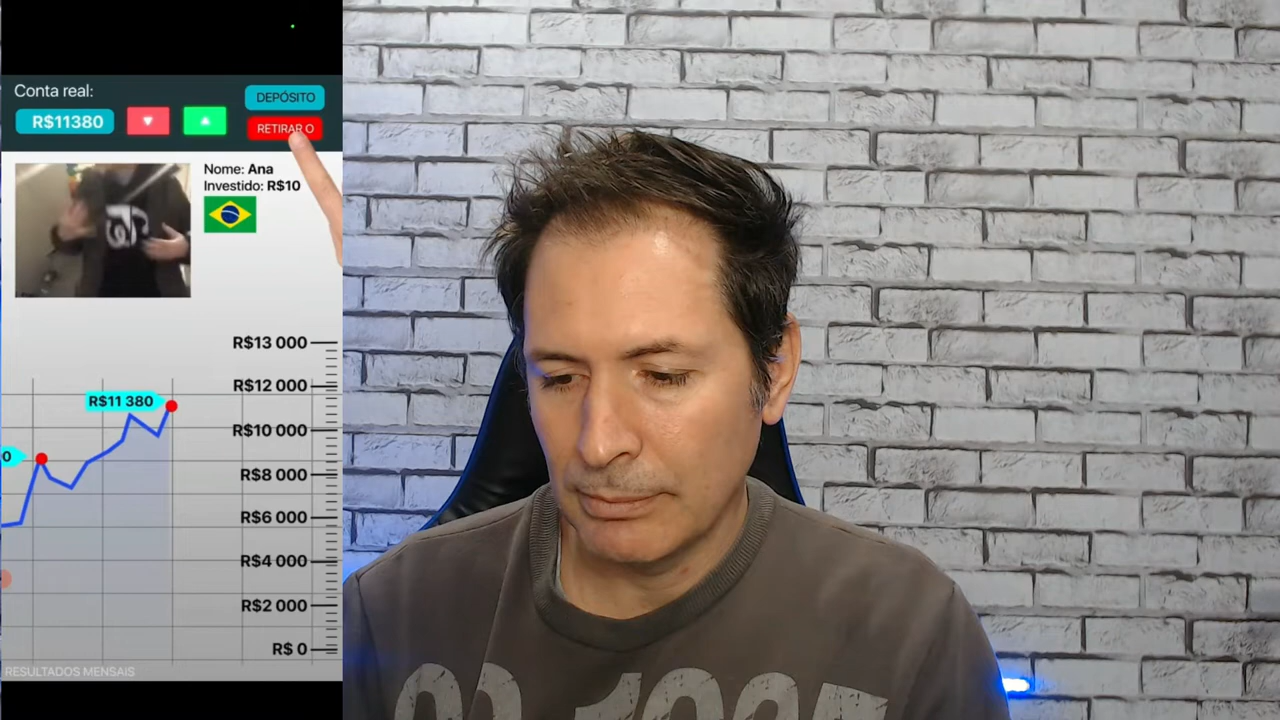 Conta real:
R$11380
DEPÓSITO
RETIRAR O
Nome: Ana
Investido: R$10
R$13 000
R$12 000
R$11 380
R$10 000
0
R$8 000
R$6 000
R$4 000
R$2 000
R$ 0
RESULTADOS MENSAIS